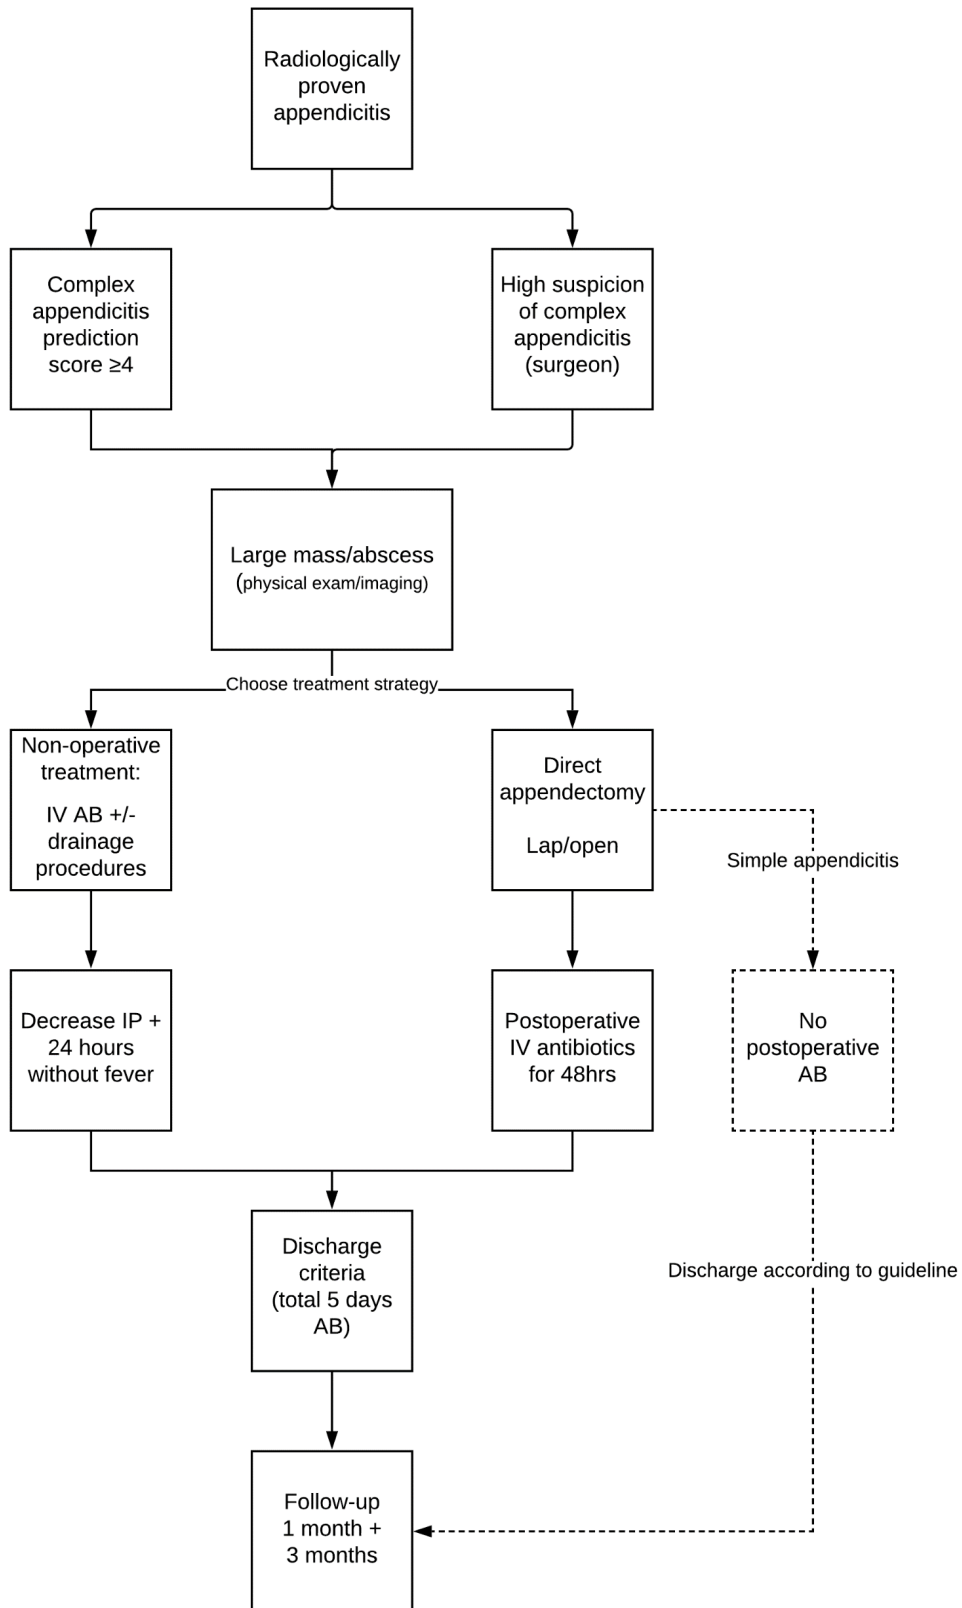 Radiologically
proven
appendicitis
Complex
appendicitis
prediction
score ≥4
High suspicion
of complex
appendicitis
(surgeon)
Large mass/abscess
(physical exam/imaging)
Choose treatment strategy
Non-operative
treatment:
IV AB +/-
drainage
procedures
Direct
appendectomy
Lap/open
Simple appendicitis
Decrease IP +
24 hours
without fever
Postoperative
IV antibiotics
for 48hrs
No
postoperative
AB
Discharge
criteria
(total 5 days
AB)
Discharge according to guideline
Follow-up
1 month +
3 months